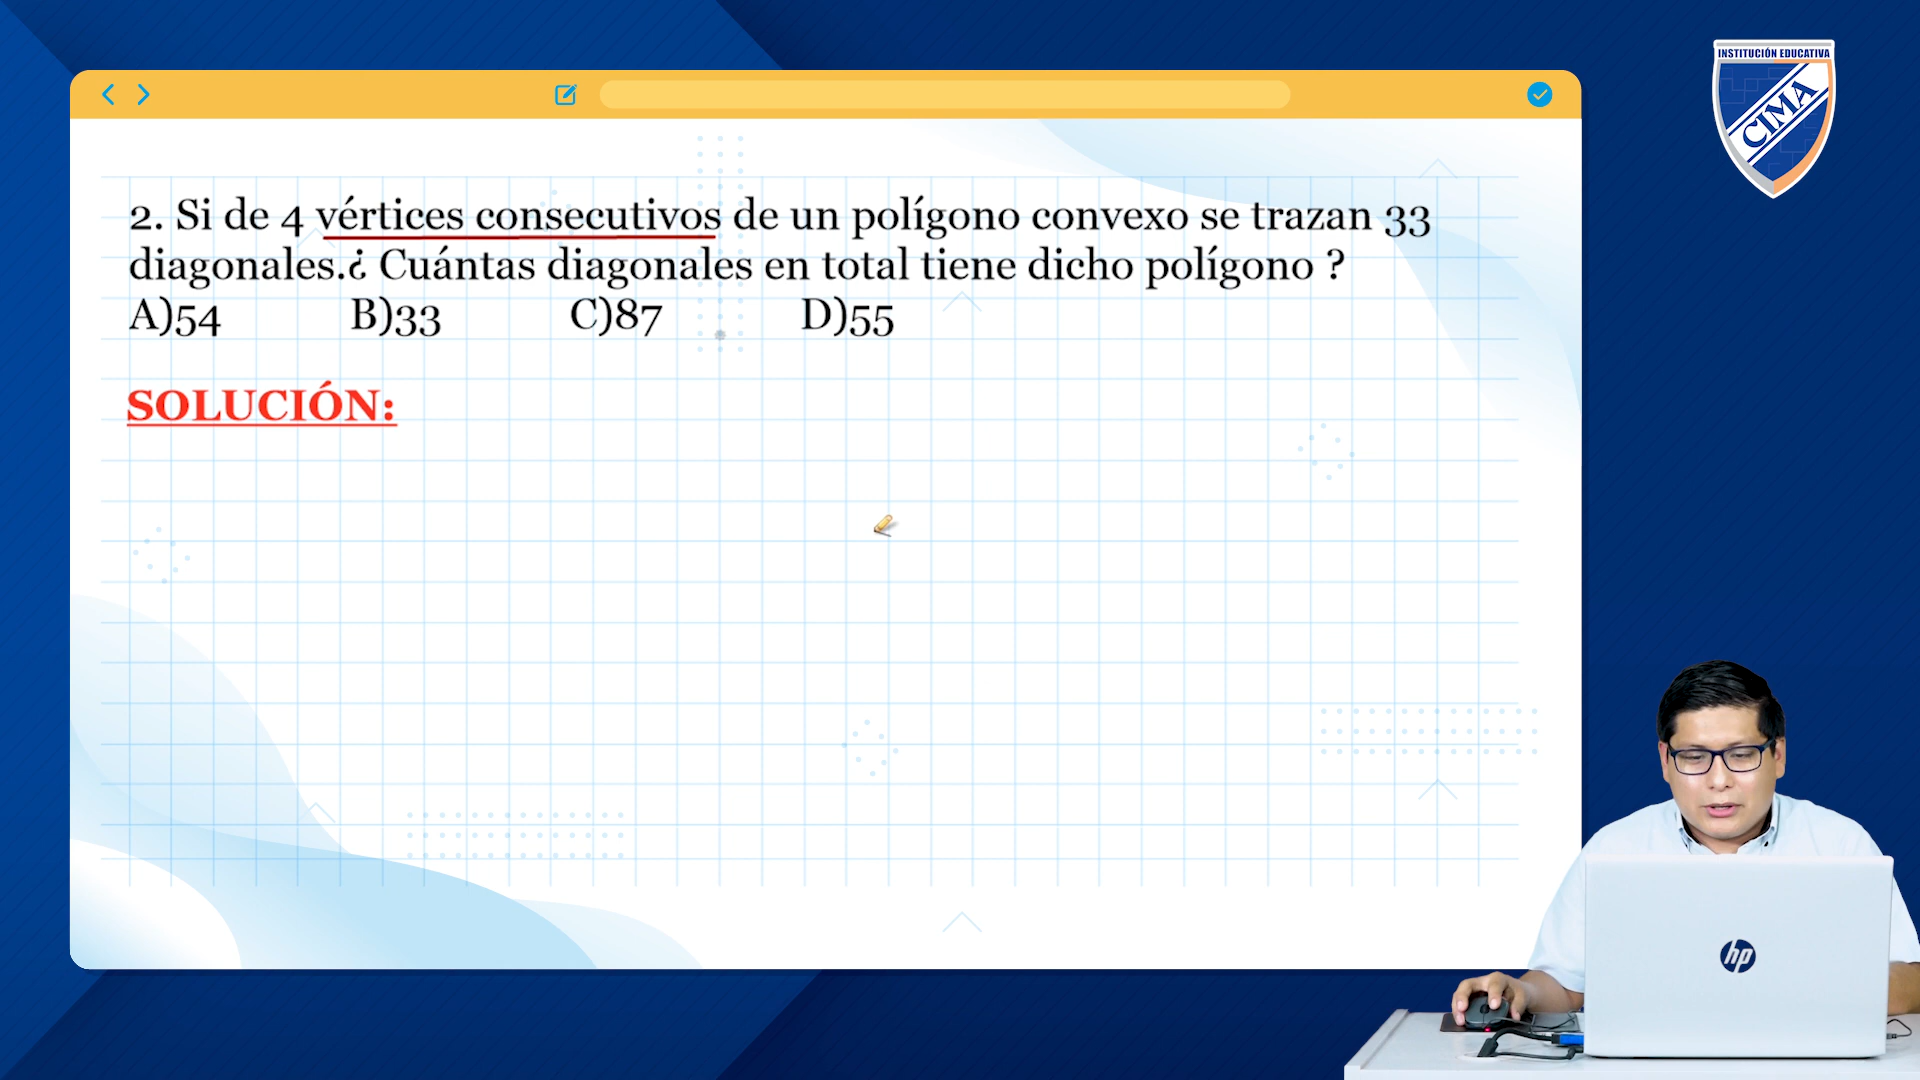 INSTITUCIÓN EDUCATIVA
CIMA
2. Si de 4 vértices consecutivos de un polígono convexo se trazan 33
diagonales.¿ Cuántas diagonales en total tiene dicho polígono ?
A)54 B)33 C)87 D)55
SOLUCIÓN:
hp